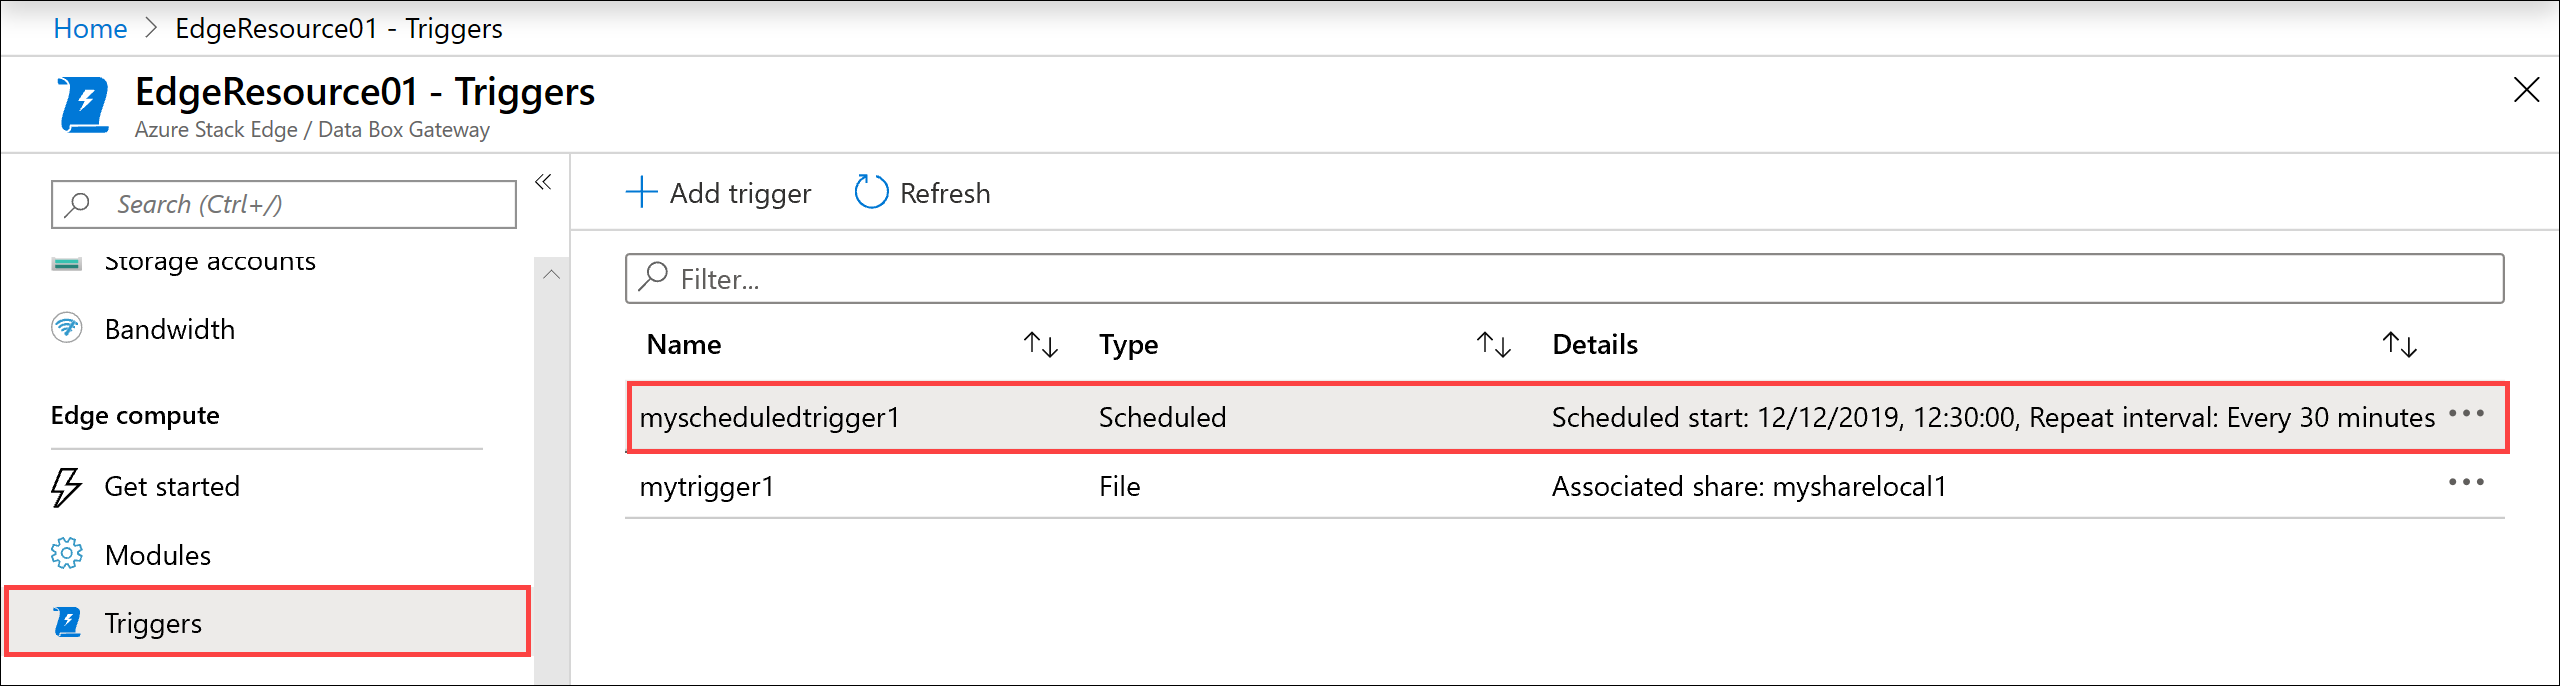 Home > EdgeResource01 - Triggers
EdgeResource01 - Triggers
Azure Stack Edge / Data Box Gateway
Search (Ctrl+/)
Storage accounts
Bandwidth
Edge compute
Get started
Modules
Triggers
Add trigger Refresh
Filter...
Name Type Details
myscheduledtrigger1 Scheduled Scheduled start: 12/12/2019, 12:30:00, Repeat interval: Every 30 minutes
mytrigger1 File Associated share: mysharelocal1